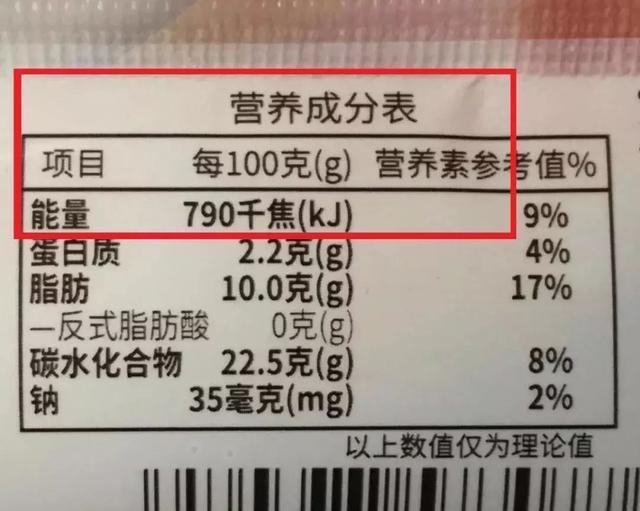 营养成分表
项目 每100克(g) 营养素参考值%
能量 790千焦(kJ) 9%
蛋白质 2.2克(g) 4%
脂肪 10.0克(g) 17%
—反式脂肪酸 0克(g)
碳水化合物 22.5克(g) 8%
钠 35毫克(mg) 2%
以上数值仅为理论值